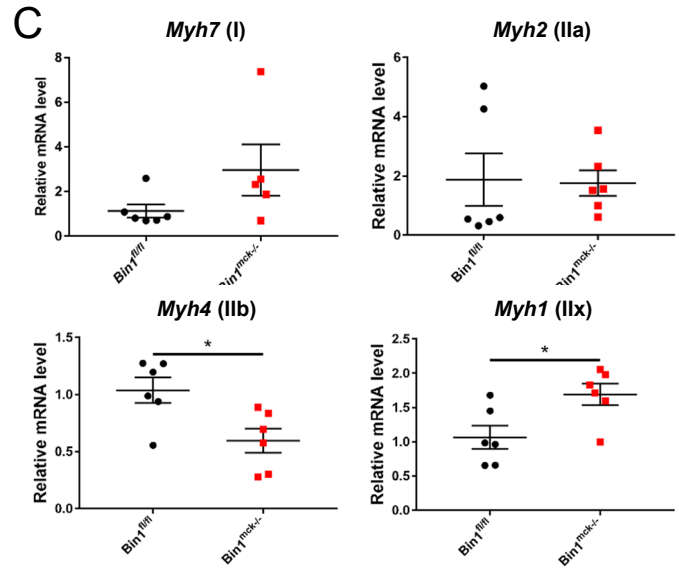 C
Myh7 (I)
Relative mRNA level
8
6
4
2
0
Bin1fl/fl
Bin1mck-/-
Myh2 (IIa)
Relative mRNA level
6
4
2
0
Bin1fl/fl
Bin1mck-/-
Myh4 (IIb)
Relative mRNA level
1.5
1.0
0.5
0.0
*
Bin1fl/fl
Bin1mck-/-
Myh1 (IIx)
Relative mRNA level
2.5
2.0
1.5
1.0
0.5
0.0
*
Bin1fl/fl
Bin1mck-/-